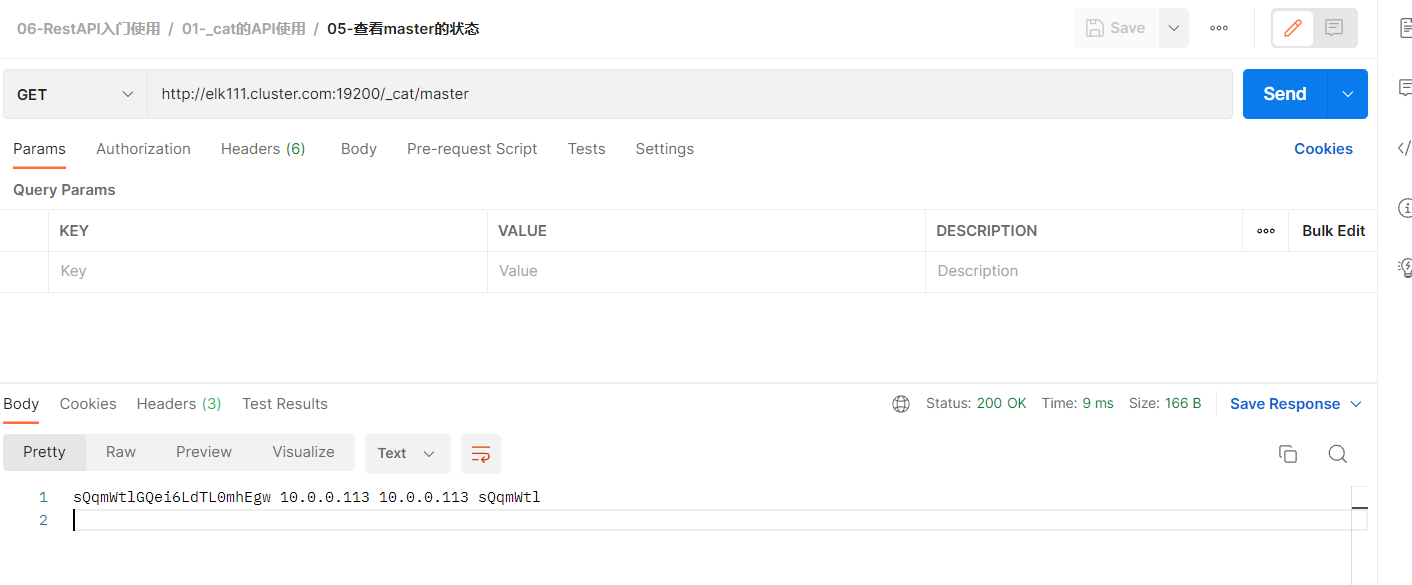 06-RestAPI入门使用 / 01-_cat的API使用 / 05-查看master的状态 Save
GET http://elk111.cluster.com:19200/_cat/master Send
Params Authorization Headers (6) Body Pre-request Script Tests Settings Cookies
Query Params
KEY VALUE DESCRIPTION Bulk Edit
Key Value Description
Body Cookies Headers (3) Test Results Status: 200 OK Time: 9 ms Size: 166 B Save Response
Pretty Raw Preview Visualize Text
1 sQqmWtlGQei6LdTL0mhEgw 10.0.0.113 10.0.0.113 sQqmWtl
2